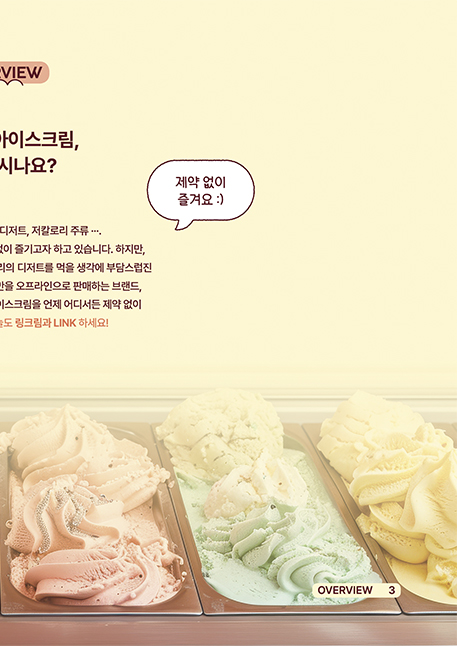 RVIEW
아이스크림,
시나요?
제약 없이
즐겨요 :)
디저트, 저칼로리 주류 ….
없이 즐기고자 하고 있습니다. 하지만,
리의 디저트를 먹을 생각에 부담스럽진
만을 오프라인으로 판매하는 브랜드,
이스크림을 언제 어디서든 제약 없이
늘도 링크림과 LINK 하세요!
OVERVIEW 3